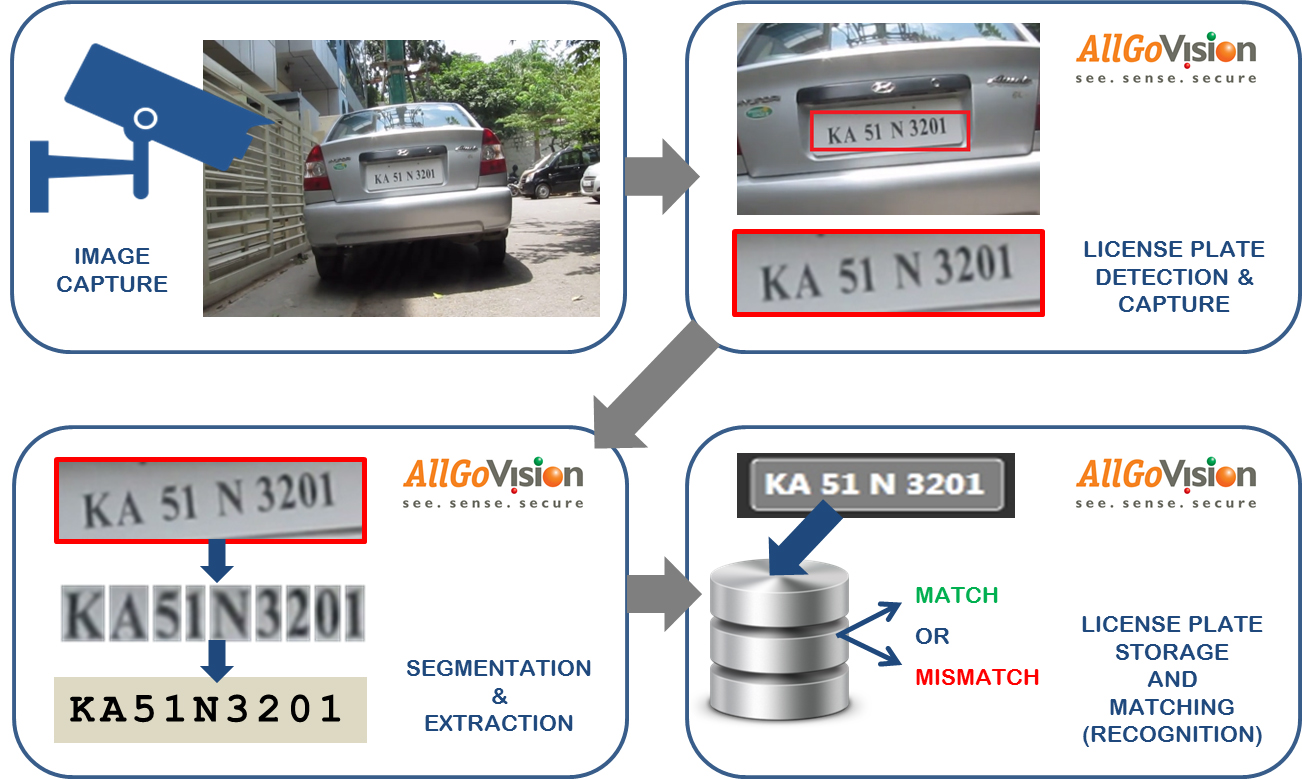 KA 51 N 3201
IMAGE
CAPTURE
AllGoVision
see. sense. secure
KA 51 N 3201
KA 51 N 3201
LICENSE PLATE
DETECTION &
CAPTURE
AllGoVision
see. sense. secure
KA 51 N 3201
KA51N3201
KA51N3201
SEGMENTATION
&
EXTRACTION
AllGoVision
see. sense. secure
KA 51 N 3201
MATCH
OR
MISMATCH
LICENSE PLATE
STORAGE
AND
MATCHING
(RECOGNITION)